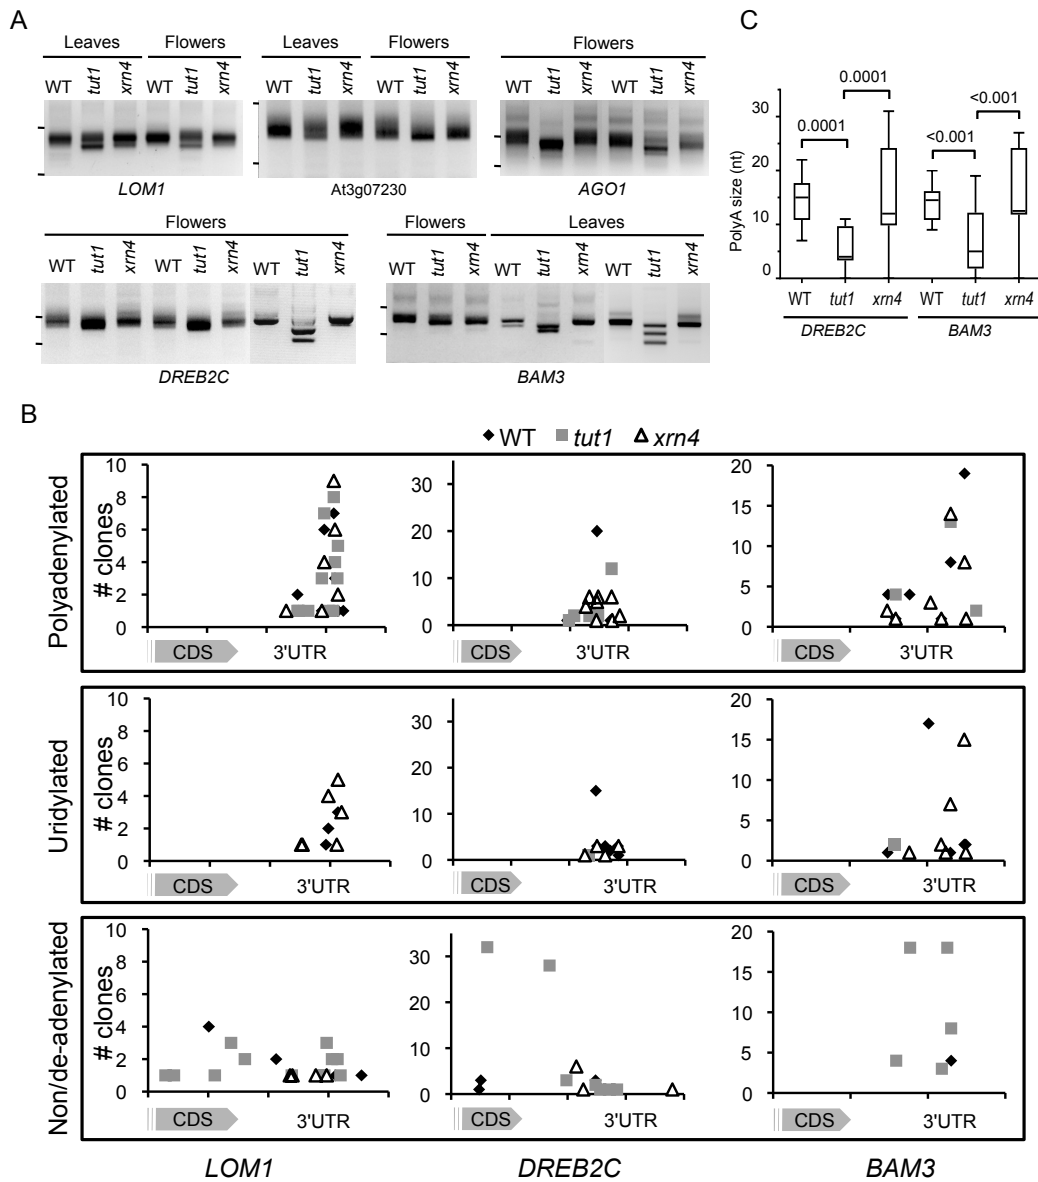 A
Leaves Flowers Leaves Flowers Flowers
WT tut1 xrn4 WT tut1 xrn4 WT tut1 xrn4 WT tut1 xrn4 WT tut1 xrn4 WT tut1 xrn4
LOM1 At3g07230 AGO1
Flowers Flowers Leaves
WT tut1 xrn4 WT tut1 xrn4 WT tut1 xrn4 WT tut1 xrn4 WT tut1 xrn4 WT tut1 xrn4
DREB2C BAM3
C
0.0001 <0.001
0.0001 <0.001
PolyA size (nt)
30
20
10
0
WT tut1 xrn4 WT tut1 xrn4
DREB2C BAM3
B
WT tut1 xrn4
Polyadenylated
# clones
10 8 6 4 2 0
30 20 10 0
20 15 10 5 0
CDS 3'UTR CDS 3'UTR CDS 3'UTR
Uridylated
# clones
10 8 6 4 2 0
30 20 10 0
20 15 10 5 0
CDS 3'UTR CDS 3'UTR CDS 3'UTR
Non/de-adenylated
# clones
10 8 6 4 2 0
30 20 10 0
20 15 10 5 0
CDS 3'UTR CDS 3'UTR CDS 3'UTR
LOM1 DREB2C BAM3